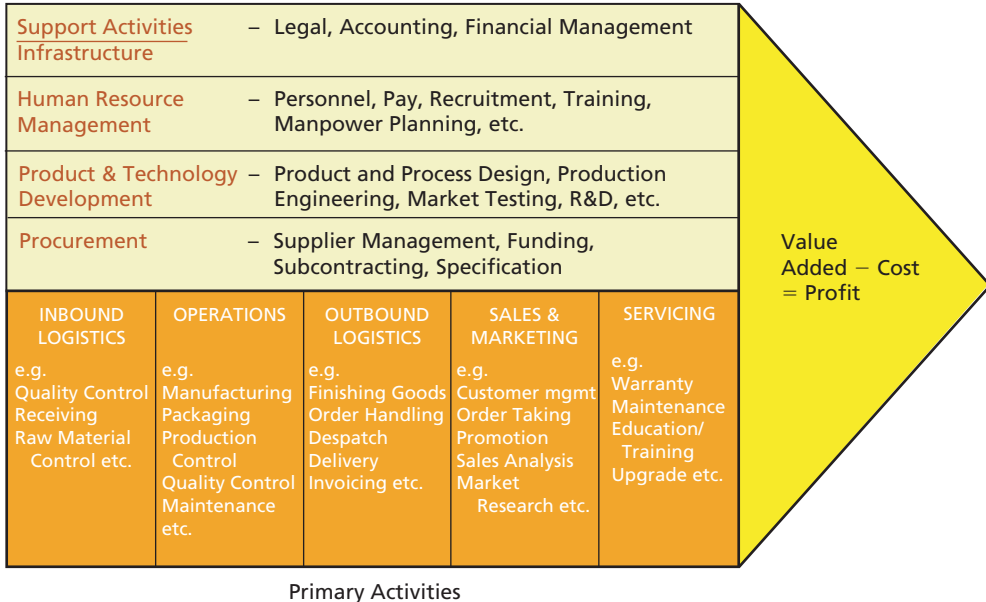 Support Activities – Legal, Accounting, Financial Management
Infrastructure
Human Resource – Personnel, Pay, Recruitment, Training,
Management Manpower Planning, etc.
Product & Technology – Product and Process Design, Production
Development Engineering, Market Testing, R&D, etc.
Procurement – Supplier Management, Funding,
Subcontracting, Specification
Value
Added − Cost
= Profit
INBOUND
LOGISTICS
e.g.
Quality Control
Receiving
Raw Material
Control etc.
OPERATIONS
e.g.
Manufacturing
Packaging
Production
Control
Quality Control
Maintenance
etc.
OUTBOUND
LOGISTICS
e.g.
Finishing Goods
Order Handling
Despatch
Delivery
Invoicing etc.
SALES &
MARKETING
e.g.
Customer mgmt
Order Taking
Promotion
Sales Analysis
Market
Research etc.
SERVICING
e.g.
Warranty
Maintenance
Education/
Training
Upgrade etc.
Primary Activities